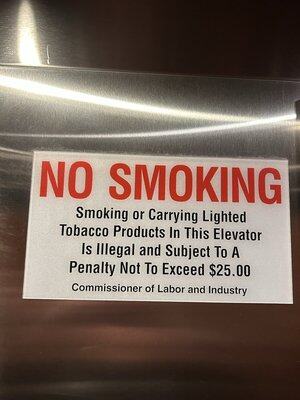 NO SMOKING
Smoking or Carrying Lighted
Tobacco Products In This Elevator
Is Illegal and Subject To A
Penalty Not To Exceed $25.00
Commissioner of Labor and Industry